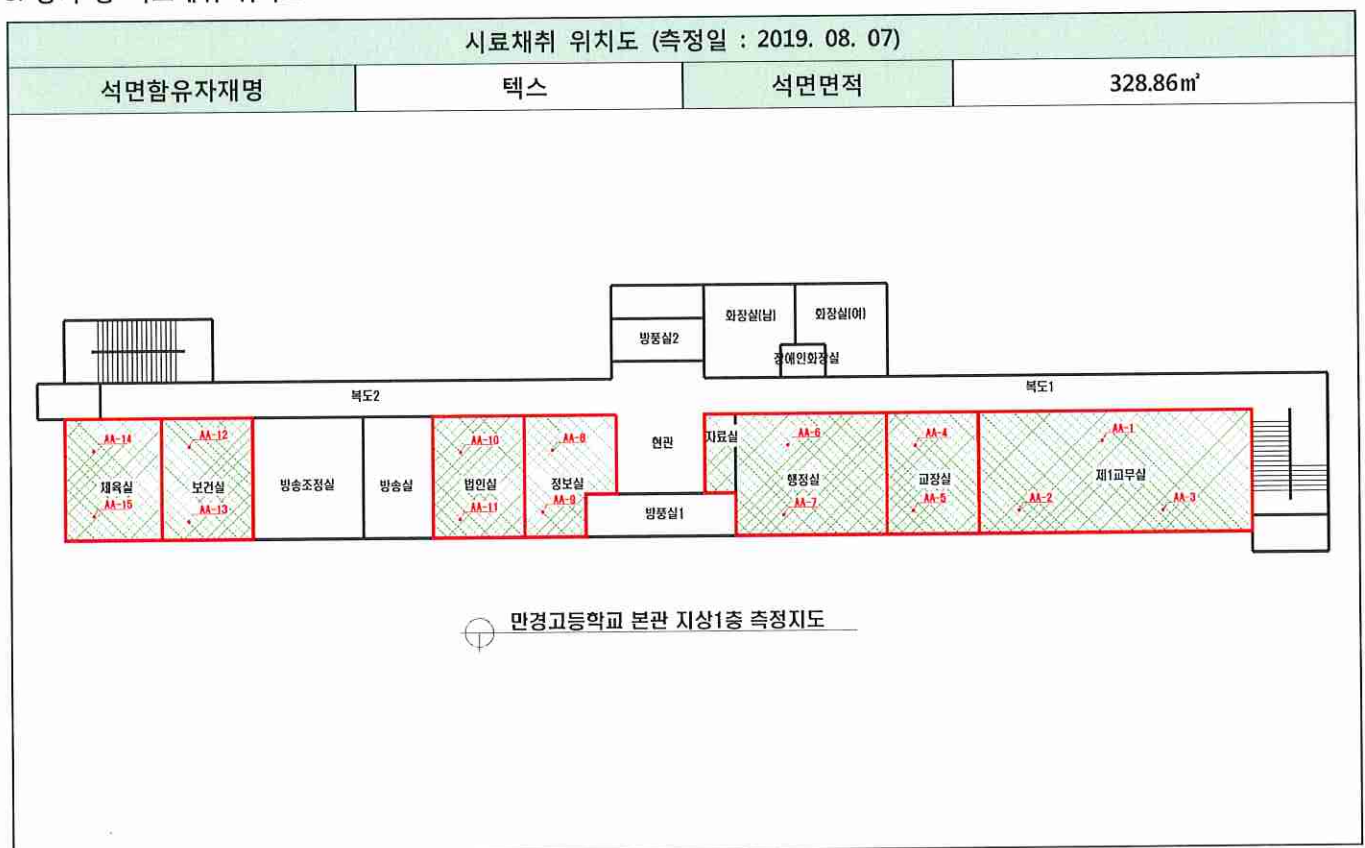 시료채취 위치도 (측정일 : 2019. 08. 07)
석면함유자재명 텍스 석면면적 328.86㎡
화장실(남) 화장실(여)
방풍실2
장애인화장실
복도2 복도1
AA-14 AA-12 AA-10 AA-8 현관 자료실 AA-6 AA-4 AA-1
체육실 보건실 방송조정실 방송실 법인실 정보실 행정실 교장실 제1교무실
AA-15 AA-13 AA-11 AA-9 방풍실1 AA-7 AA-5 AA-2 AA-3
만경고등학교 본관 지상1층 측정지도